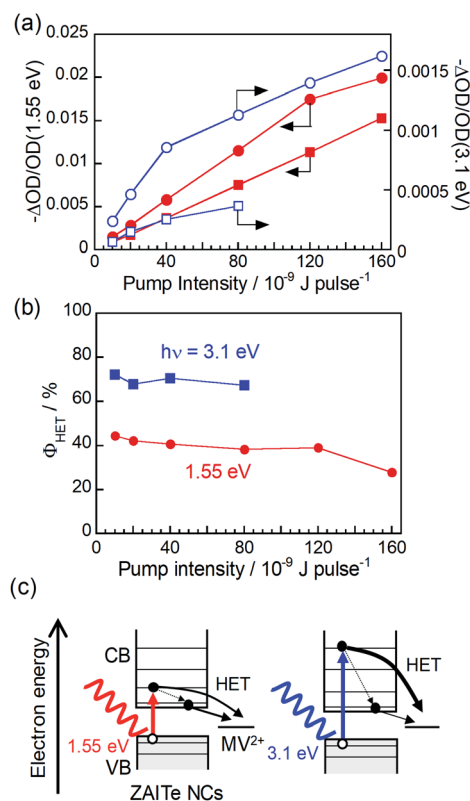 (a)
0.025
0.02
0.015
0.01
0.005
0
-ΔOD/OD(1.55 eV)
0.0015
0.001
0.0005
0
-ΔOD/OD(3.1 eV)
0 40 80 120 160
Pump Intensity / 10⁻⁹ J pulse⁻¹
(b)
100
80
60
40
20
0
Φ_HET / %
hν = 3.1 eV
1.55 eV
0 40 80 120 160
Pump intensity / 10⁻⁹ J pulse⁻¹
(c)
Electron energy
CB
HET
1.55 eV
MV²⁺
VB
ZAITe NCs
HET
3.1 eV